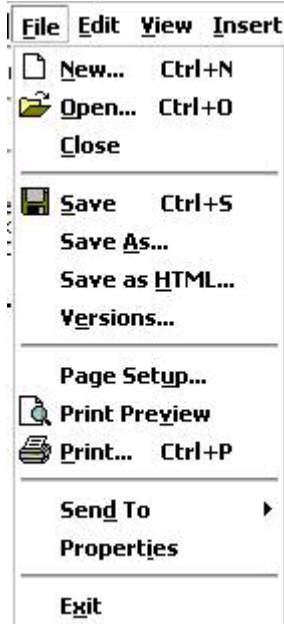 File Edit View Insert
New... Ctrl+N
Open... Ctrl+O
Close
Save Ctrl+S
Save As...
Save as HTML...
Versions...
Page Setup...
Print Preview
Print... Ctrl+P
Send To
Properties
Exit